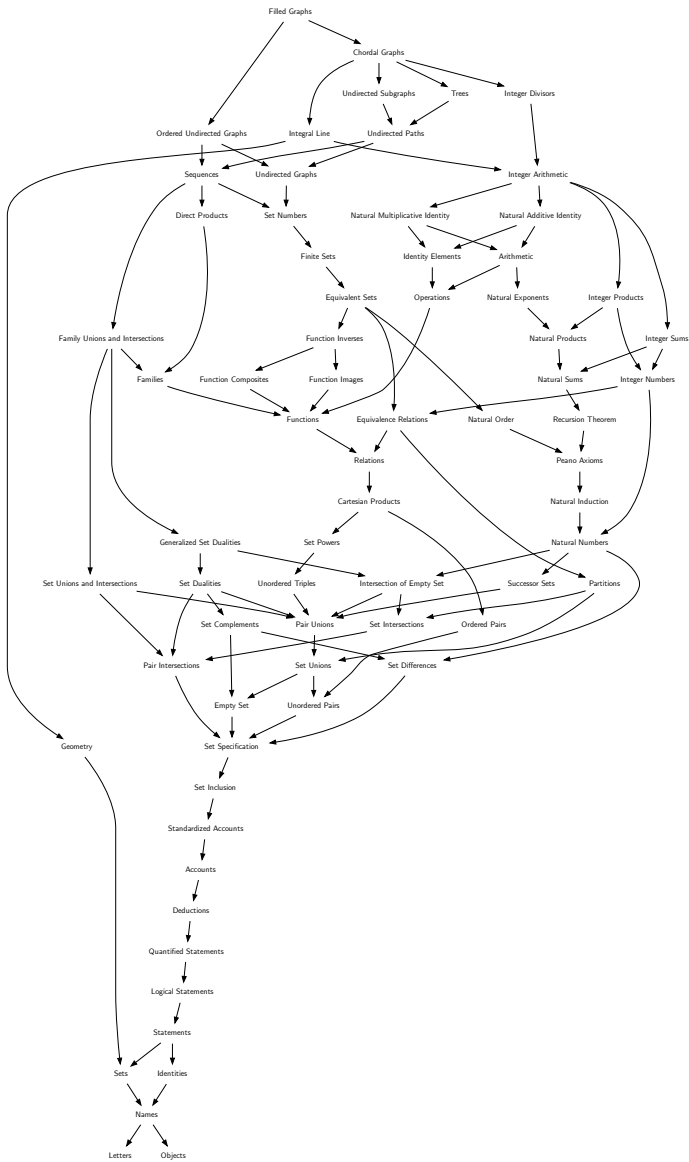 Filled Graphs
Chordal Graphs
Undirected Subgraphs
Trees
Integer Divisors
Ordered Undirected Graphs
Integral Line
Undirected Paths
Sequences
Undirected Graphs
Integer Arithmetic
Direct Products
Set Numbers
Natural Multiplicative Identity
Natural Additive Identity
Finite Sets
Identity Elements
Arithmetic
Equivalent Sets
Operations
Natural Exponents
Integer Products
Family Unions and Intersections
Function Inverses
Natural Products
Integer Sums
Families
Function Composites
Function Images
Natural Sums
Integer Numbers
Functions
Equivalence Relations
Natural Order
Recursion Theorem
Relations
Peano Axioms
Cartesian Products
Natural Induction
Generalized Set Dualities
Set Powers
Natural Numbers
Set Unions and Intersections
Set Dualities
Unordered Triples
Intersection of Empty Set
Successor Sets
Partitions
Set Complements
Pair Unions
Set Intersections
Ordered Pairs
Pair Intersections
Set Unions
Set Differences
Empty Set
Unordered Pairs
Geometry
Set Specification
Set Inclusion
Standardized Accounts
Accounts
Deductions
Quantified Statements
Logical Statements
Statements
Sets
Identities
Names
Letters
Objects